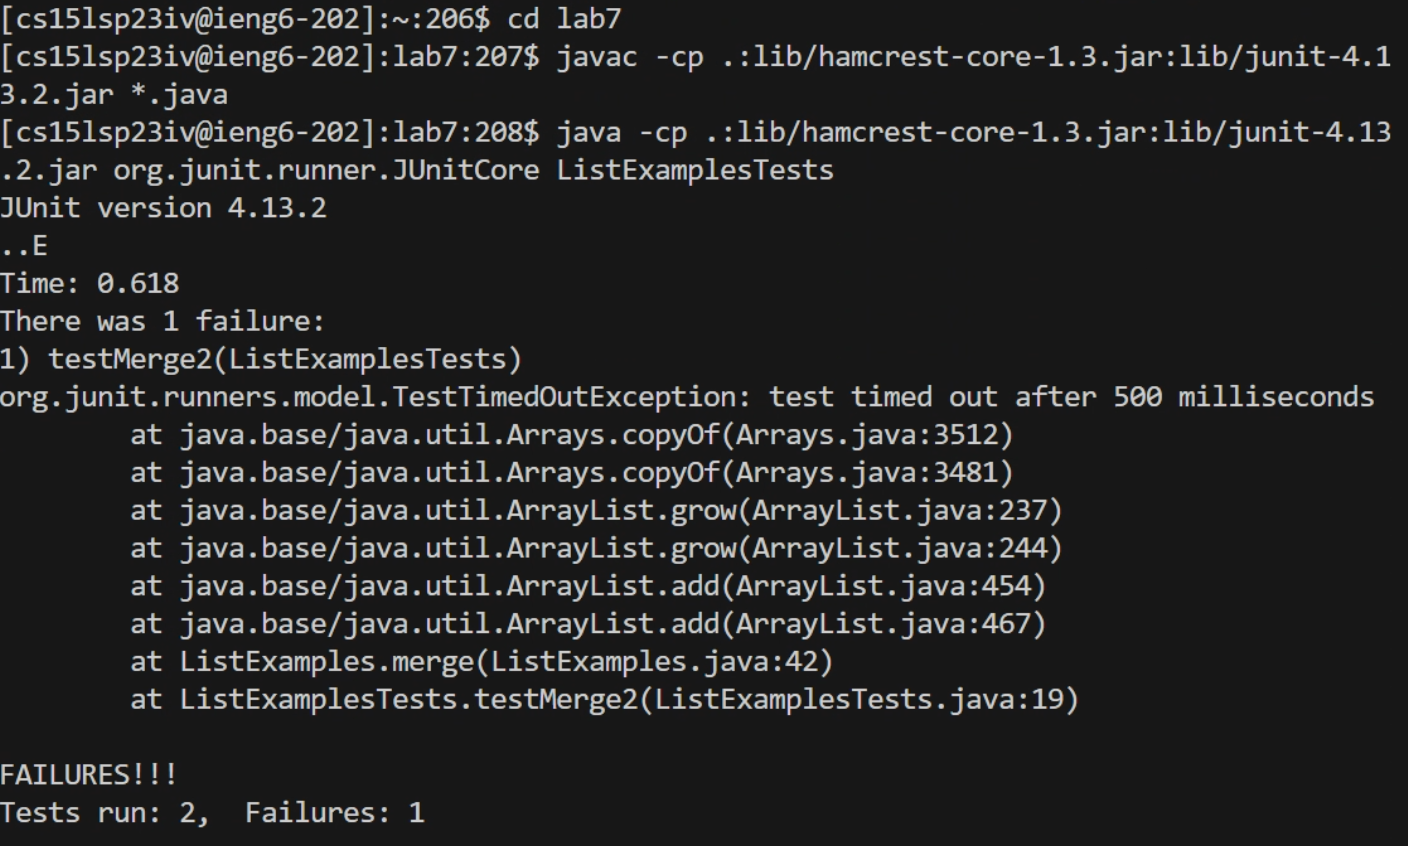 [cs15lsp23iv@ieng6-202]:~:206$ cd lab7
[cs15lsp23iv@ieng6-202]:lab7:207$ javac -cp .:lib/hamcrest-core-1.3.jar:lib/junit-4.1
3.2.jar *.java
[cs15lsp23iv@ieng6-202]:lab7:208$ java -cp .:lib/hamcrest-core-1.3.jar:lib/junit-4.13
.2.jar org.junit.runner.JUnitCore ListExamplesTests
JUnit version 4.13.2
..E
Time: 0.618
There was 1 failure:
1) testMerge2(ListExamplesTests)
org.junit.runners.model.TestTimedOutException: test timed out after 500 milliseconds
        at java.base/java.util.Arrays.copyOf(Arrays.java:3512)
        at java.base/java.util.Arrays.copyOf(Arrays.java:3481)
        at java.base/java.util.ArrayList.grow(ArrayList.java:237)
        at java.base/java.util.ArrayList.grow(ArrayList.java:244)
        at java.base/java.util.ArrayList.add(ArrayList.java:454)
        at java.base/java.util.ArrayList.add(ArrayList.java:467)
        at ListExamples.merge(ListExamples.java:42)
        at ListExamplesTests.testMerge2(ListExamplesTests.java:19)

FAILURES!!!
Tests run: 2,  Failures: 1